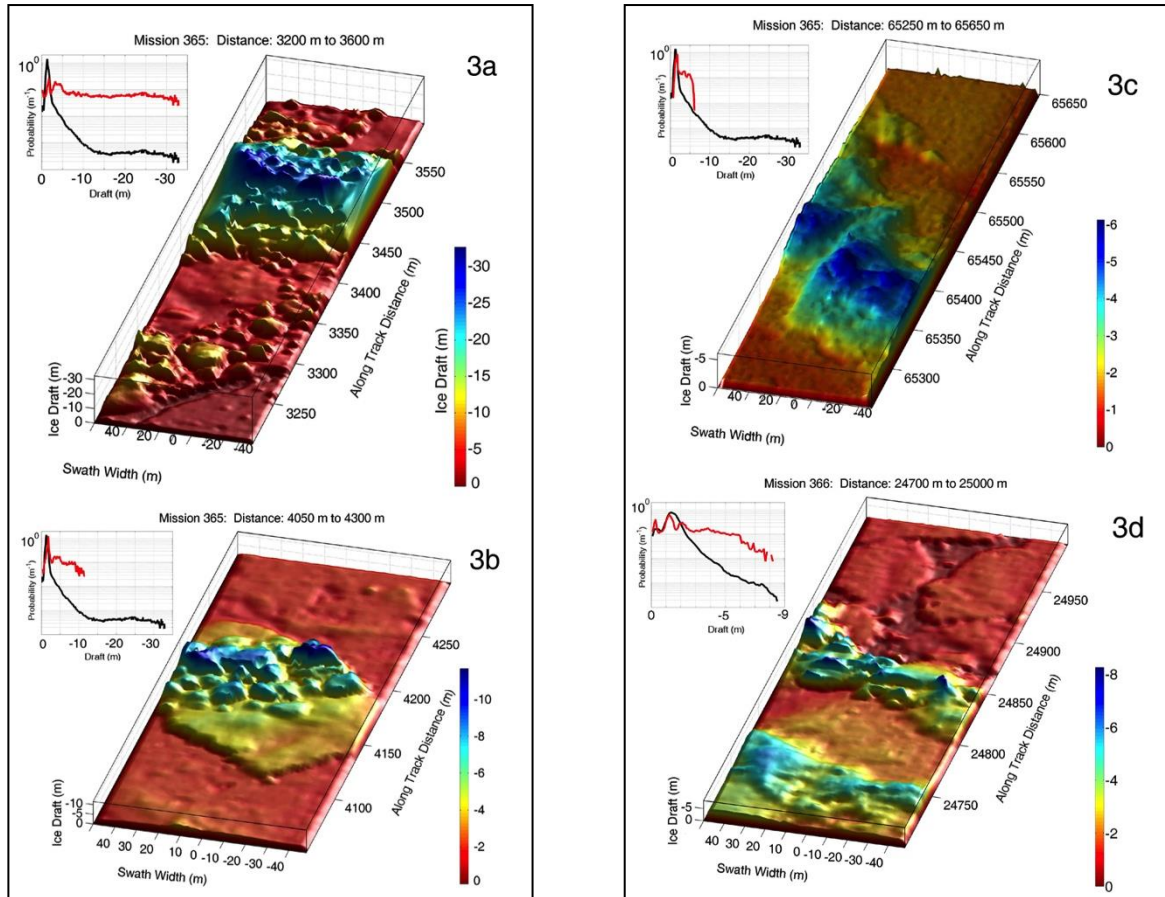 Mission 365: Distance: 3200 m to 3600 m
3a
10⁰
Probability (m⁻¹)
0 -10 -20 -30
Draft (m)
3550
3500
3450
3400
3350
3300
3250
Along Track Distance (m)
-30
-20
-10
0
Ice Draft (m)
40 20 0 -20 -40
Swath Width (m)
Ice Draft (m)
-30
-25
-20
-15
-10
-5
0
Mission 365: Distance: 4050 m to 4300 m
3b
10⁰
Probability (m⁻¹)
0 -10 -20 -30
Draft (m)
4250
4200
4150
4100
Along Track Distance (m)
-10
-5
0
Ice Draft (m)
40 30 20 10 0 -10 -20 -30 -40
Swath Width (m)
-10
-8
-6
-4
-2
0
Mission 365: Distance: 65250 m to 65650 m
3c
10⁰
Probability (m⁻¹)
0 -10 -20 -30
Draft (m)
65650
65600
65550
65500
65450
65400
65350
65300
Along Track Distance (m)
-5
0
Ice Draft (m)
40 20 0 -20 -40
Swath Width (m)
-6
-5
-4
-3
-2
-1
0
Mission 366: Distance: 24700 m to 25000 m
3d
10⁰
Probability (m⁻¹)
0 -5 -9
Draft (m)
24950
24900
24850
24800
24750
Along Track Distance (m)
-5
0
Ice Draft (m)
40 30 20 10 0 -10 -20 -30 -40
Swath Width (m)
-8
-6
-4
-2
0